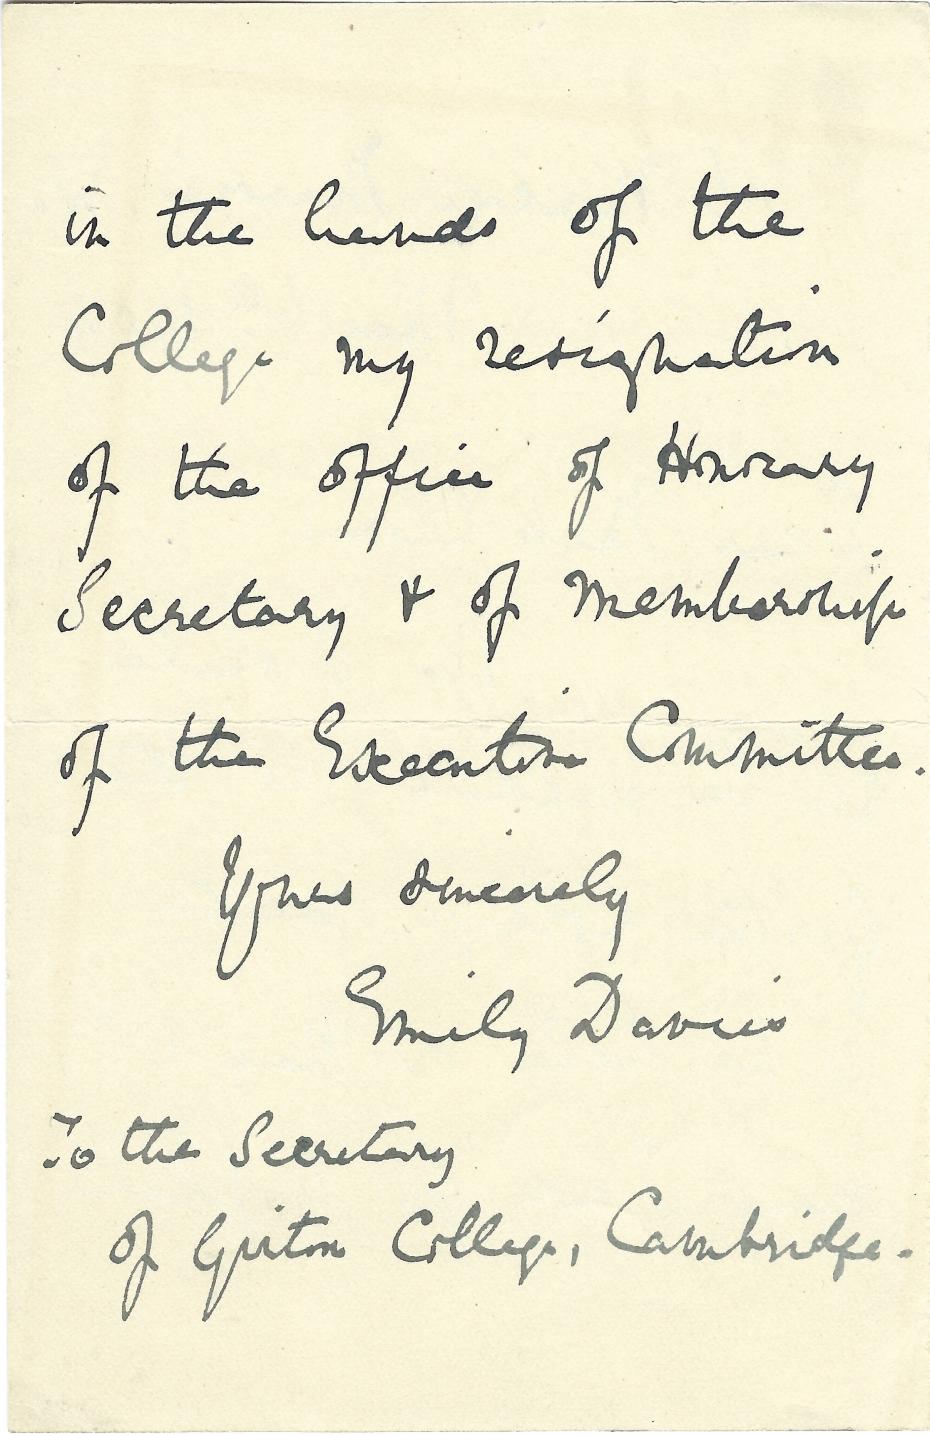 in the hands of the
College my resignation
of the office of Honorary
Secretary & of Membership
of the Executive Committee.
Yours sincerely
Emily Davies
To the Secretary
of Girton College, Cambridge.